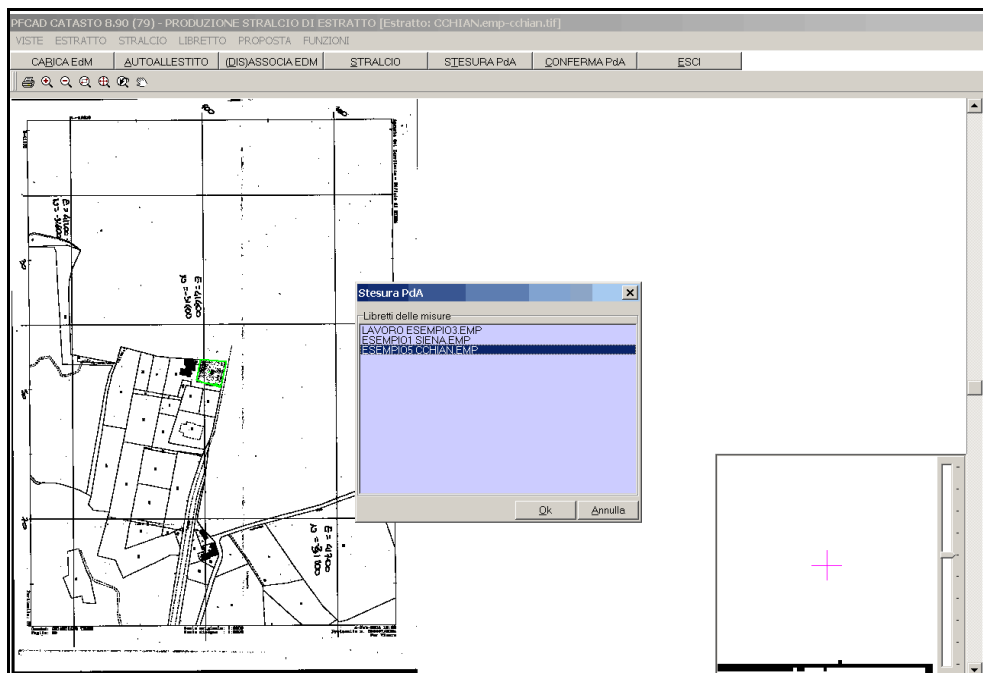 PFCAD CATASTO 8.90 (79) - PRODUZIONE STRALCIO DI ESTRATTO [Estratto: CCHIAN.emp-cchian.tif]
VISTE ESTRATTO STRALCIO LIBRETTO PROPOSTA FUNZIONI
CARICA EdM AUTOALLESTITO (DIS)ASSOCIA EDM STRALCIO STESURA PdA CONFERMA PdA ESCI
E=41600
Stesura PdA
Libretti delle misure
LAVORO ESEMPIO3.EMP
ESEMPIO1 SIENA.EMP
ESEMPIO5 CCHIAN.EMP
Ok Annulla
E=41700